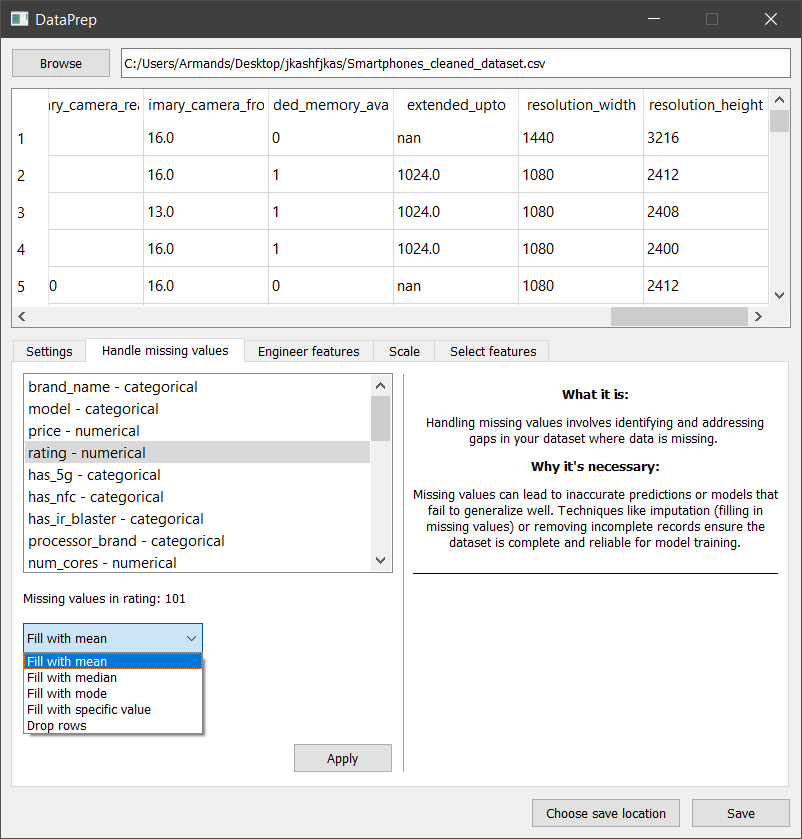 DataPrep
Browse C:/Users/Armands/Desktop/jkashfjkas/Smartphones_cleaned_dataset.csv
ary_camera_rea imary_camera_fro ded_memory_ava extended_upto resolution_width resolution_height
1 16.0 0 nan 1440 3216
2 16.0 1 1024.0 1080 2412
3 13.0 1 1024.0 1080 2408
4 16.0 1 1024.0 1080 2400
5 0 16.0 0 nan 1080 2412
Settings Handle missing values Engineer features Scale Select features
brand_name - categorical
model - categorical
price - numerical
rating - numerical
has_5g - categorical
has_nfc - categorical
has_ir_blaster - categorical
processor_brand - categorical
num_cores - numerical
Missing values in rating: 101
Fill with mean
Fill with mean
Fill with median
Fill with mode
Fill with specific value
Drop rows
Apply
What it is:
Handling missing values involves identifying and addressing
gaps in your dataset where data is missing.
Why it's necessary:
Missing values can lead to inaccurate predictions or models that
fail to generalize well. Techniques like imputation (filling in
missing values) or removing incomplete records ensure the
dataset is complete and reliable for model training.
Choose save location Save